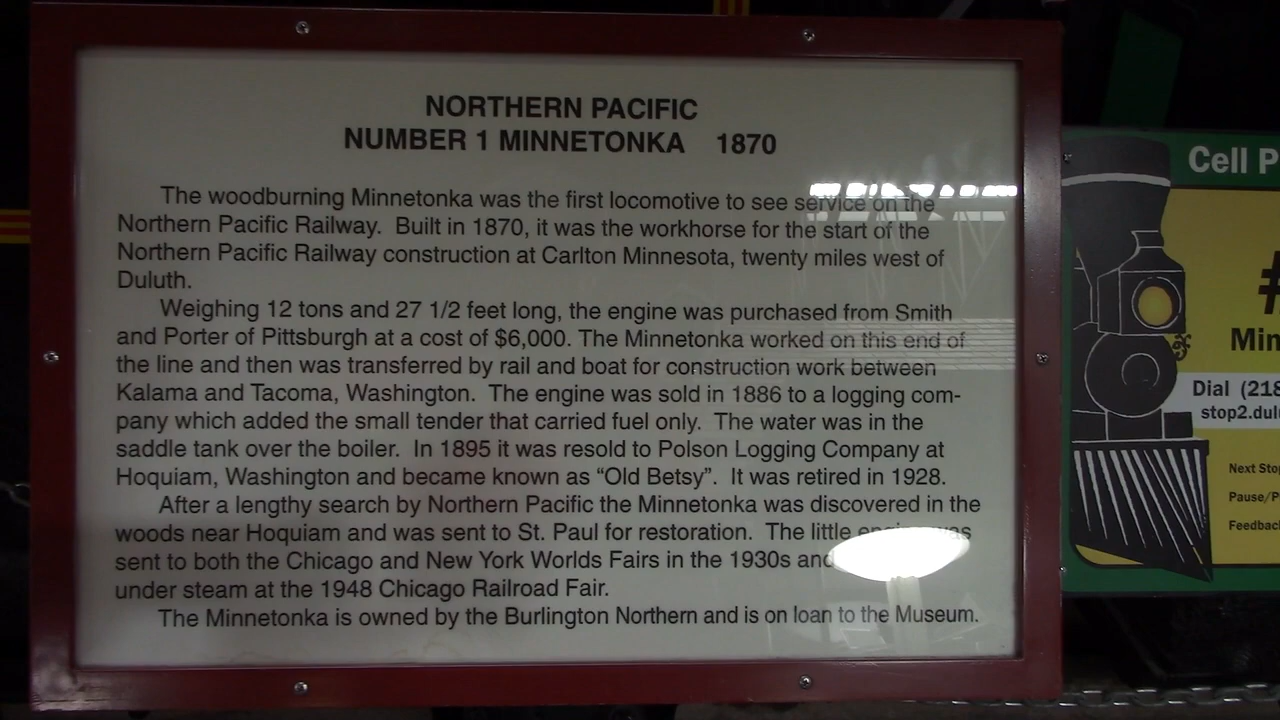 NORTHERN PACIFIC
NUMBER 1 MINNETONKA 1870
The woodburning Minnetonka was the first locomotive to see service on the
Northern Pacific Railway. Built in 1870, it was the workhorse for the start of the
Northern Pacific Railway construction at Carlton Minnesota, twenty miles west of
Duluth.
Weighing 12 tons and 27 1/2 feet long, the engine was purchased from Smith
and Porter of Pittsburgh at a cost of $6,000. The Minnetonka worked on this end of
the line and then was transferred by rail and boat for construction work between
Kalama and Tacoma, Washington. The engine was sold in 1886 to a logging com-
pany which added the small tender that carried fuel only. The water was in the
saddle tank over the boiler. In 1895 it was resold to Polson Logging Company at
Hoquiam, Washington and became known as “Old Betsy”. It was retired in 1928.
After a lengthy search by Northern Pacific the Minnetonka was discovered in the
woods near Hoquiam and was sent to St. Paul for restoration. The little engine was
sent to both the Chicago and New York Worlds Fairs in the 1930s and
under steam at the 1948 Chicago Railroad Fair.
The Minnetonka is owned by the Burlington Northern and is on loan to the Museum.
Cell P
#
Min
Dial (218
stop2.dulu
Next Stop
Pause/P
Feedback